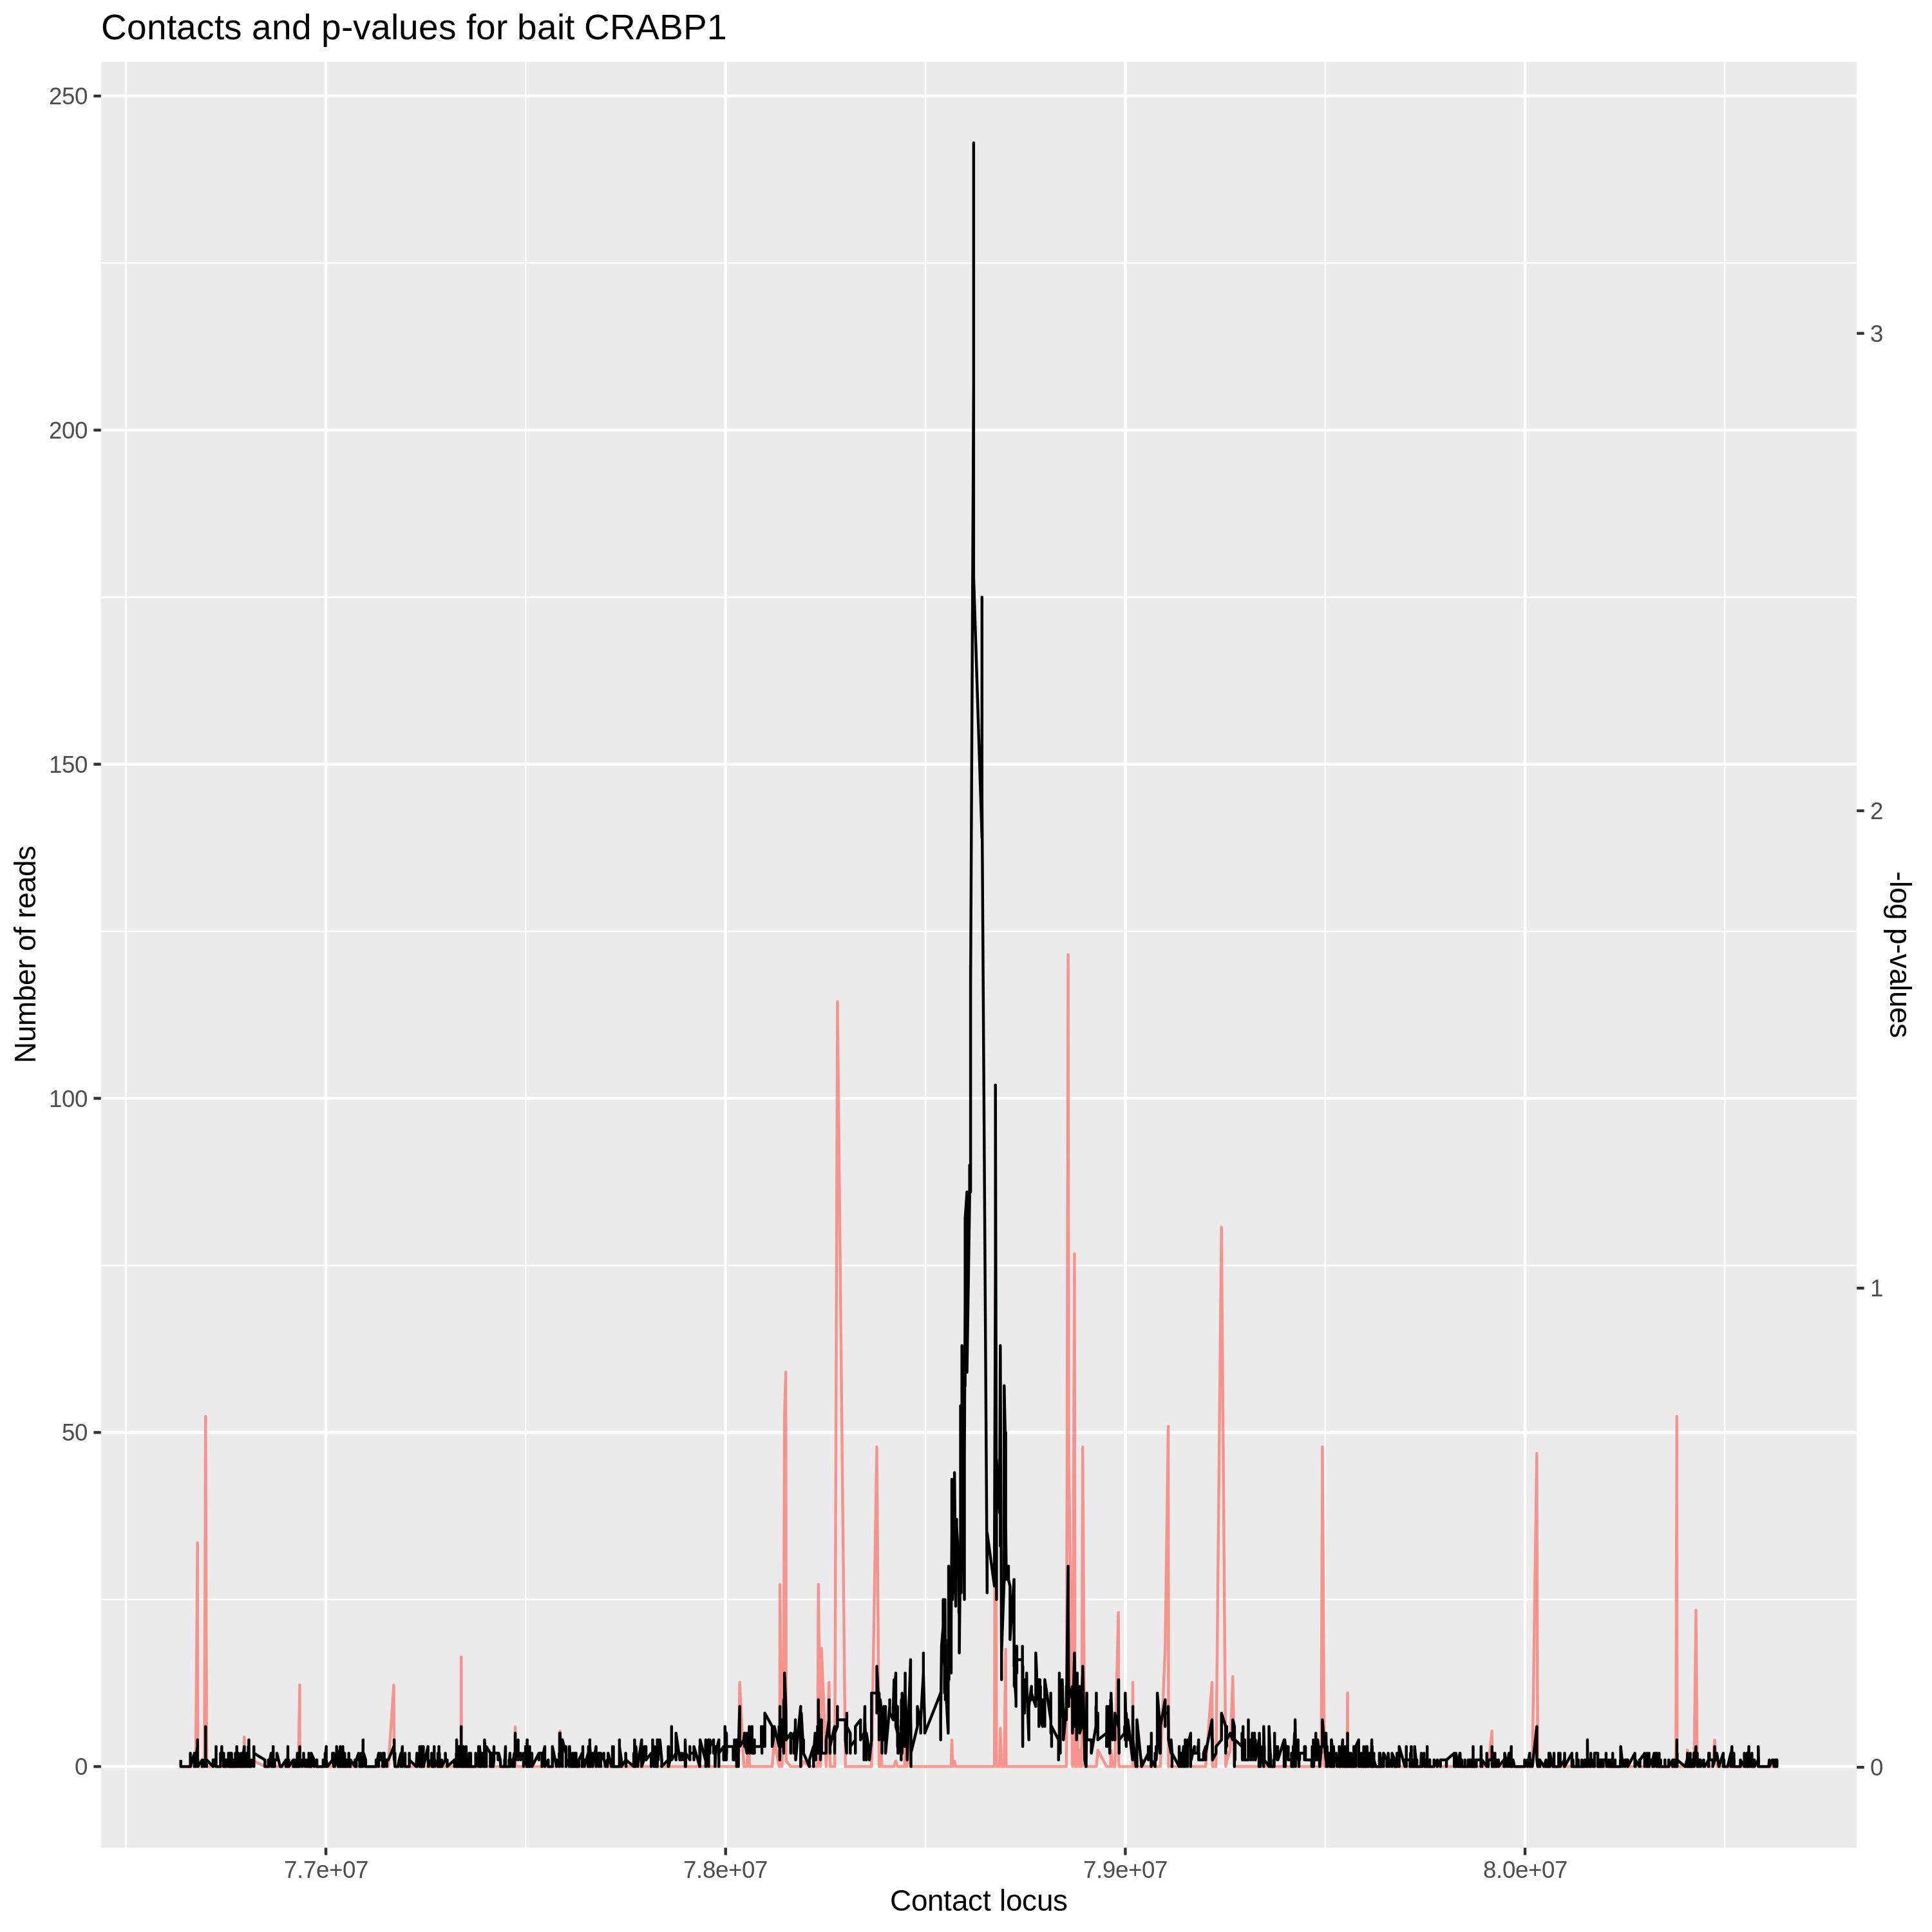 Contacts and p-values for bait CRABP1
250
200
150
100
50
0
Number of reads
3
2
1
0
-log p-values
7.7e+07
7.8e+07
7.9e+07
8.0e+07
Contact locus